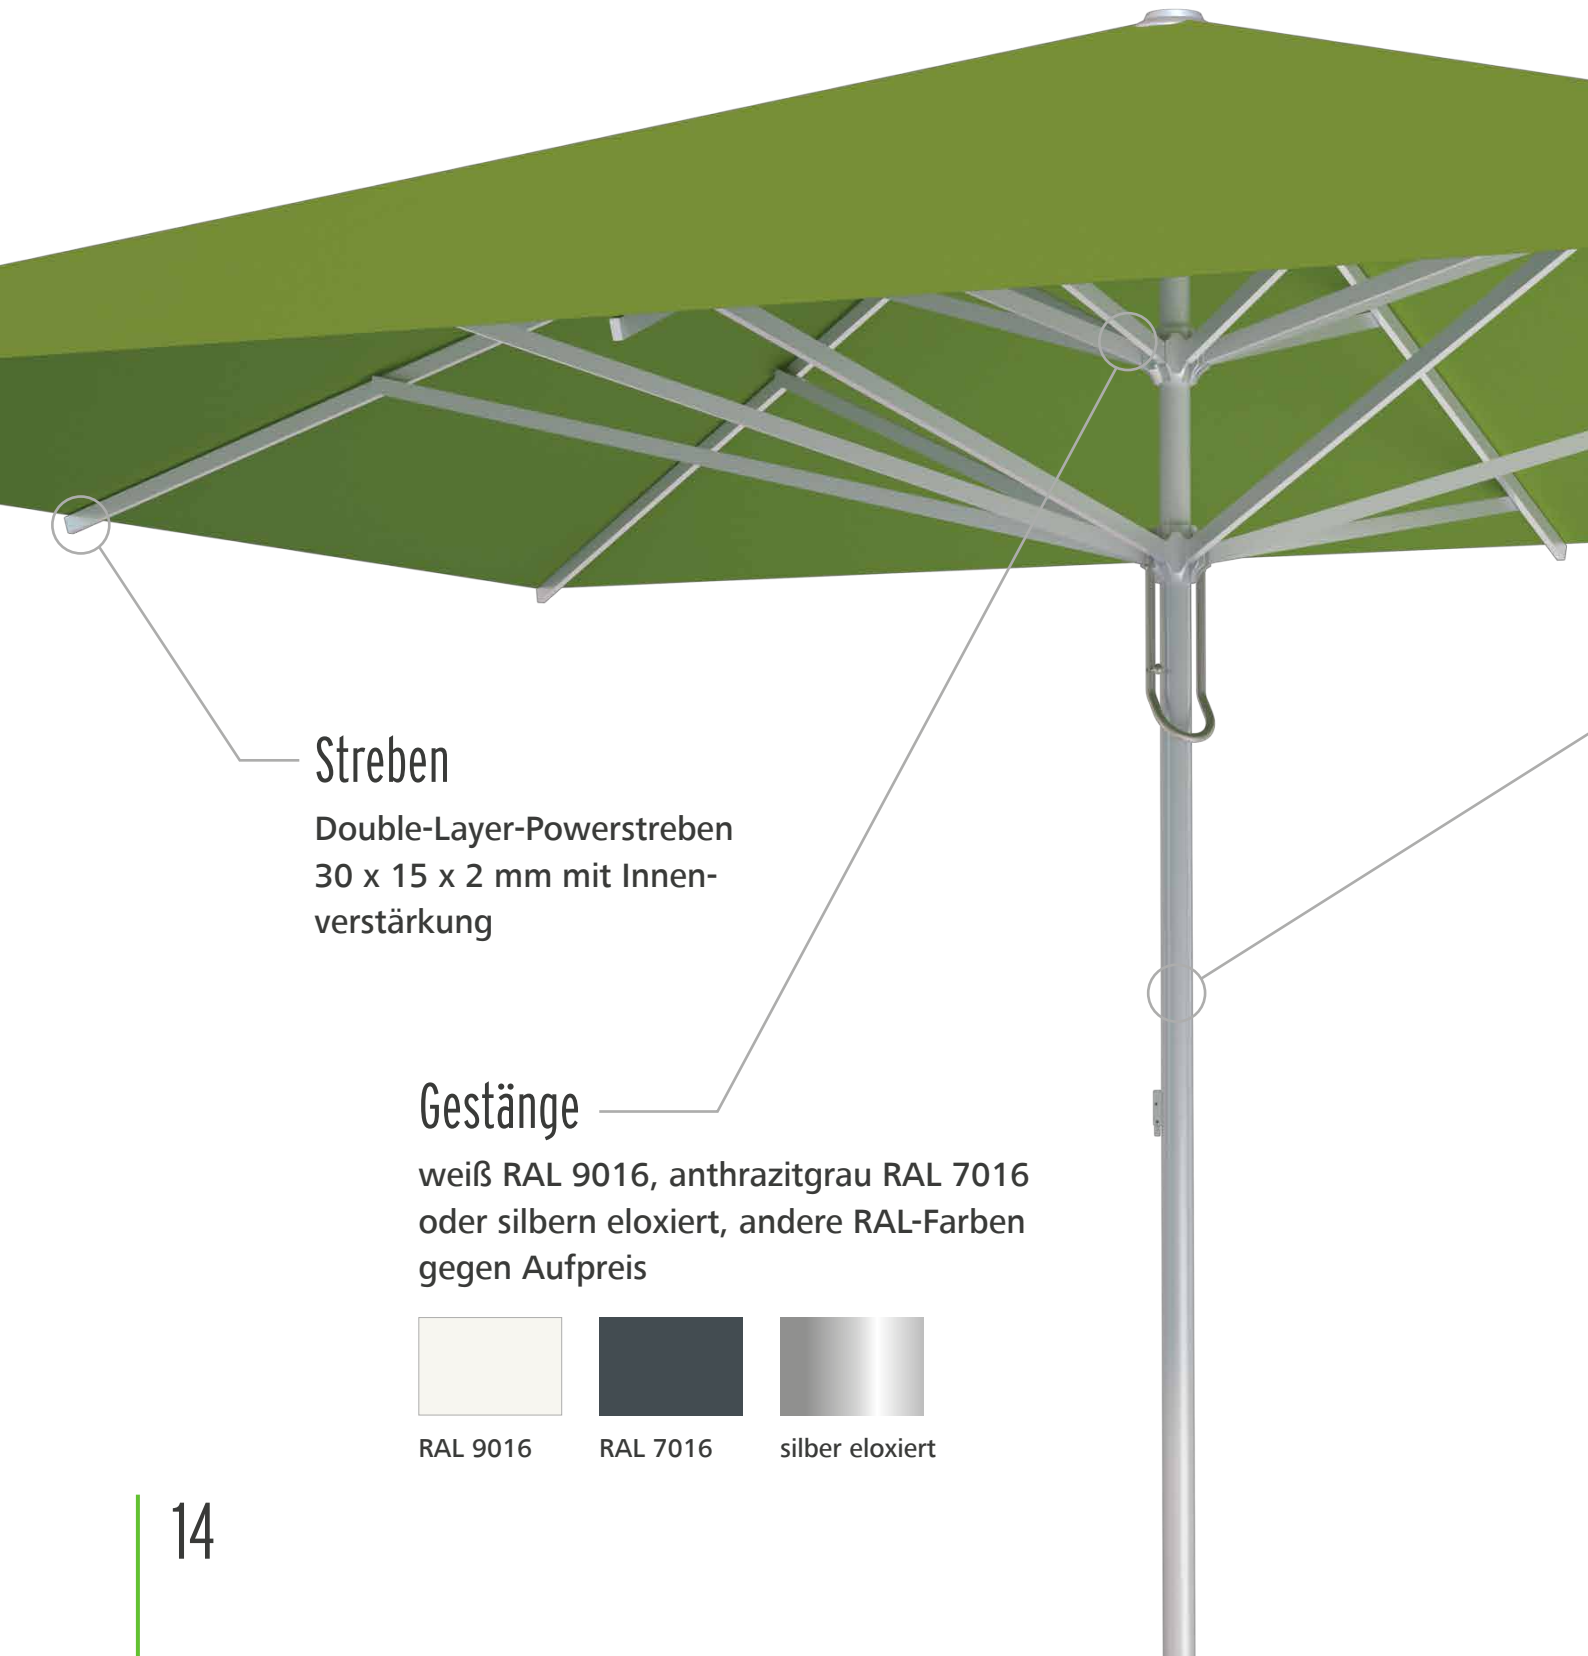 Streben
Double-Layer-Powerstreben
30 x 15 x 2 mm mit Innen-
verstärkung
Gestänge
weiß RAL 9016, anthrazitgrau RAL 7016
oder silbern eloxiert, andere RAL-Farben
gegen Aufpreis
RAL 9016 RAL 7016 silber eloxiert
14